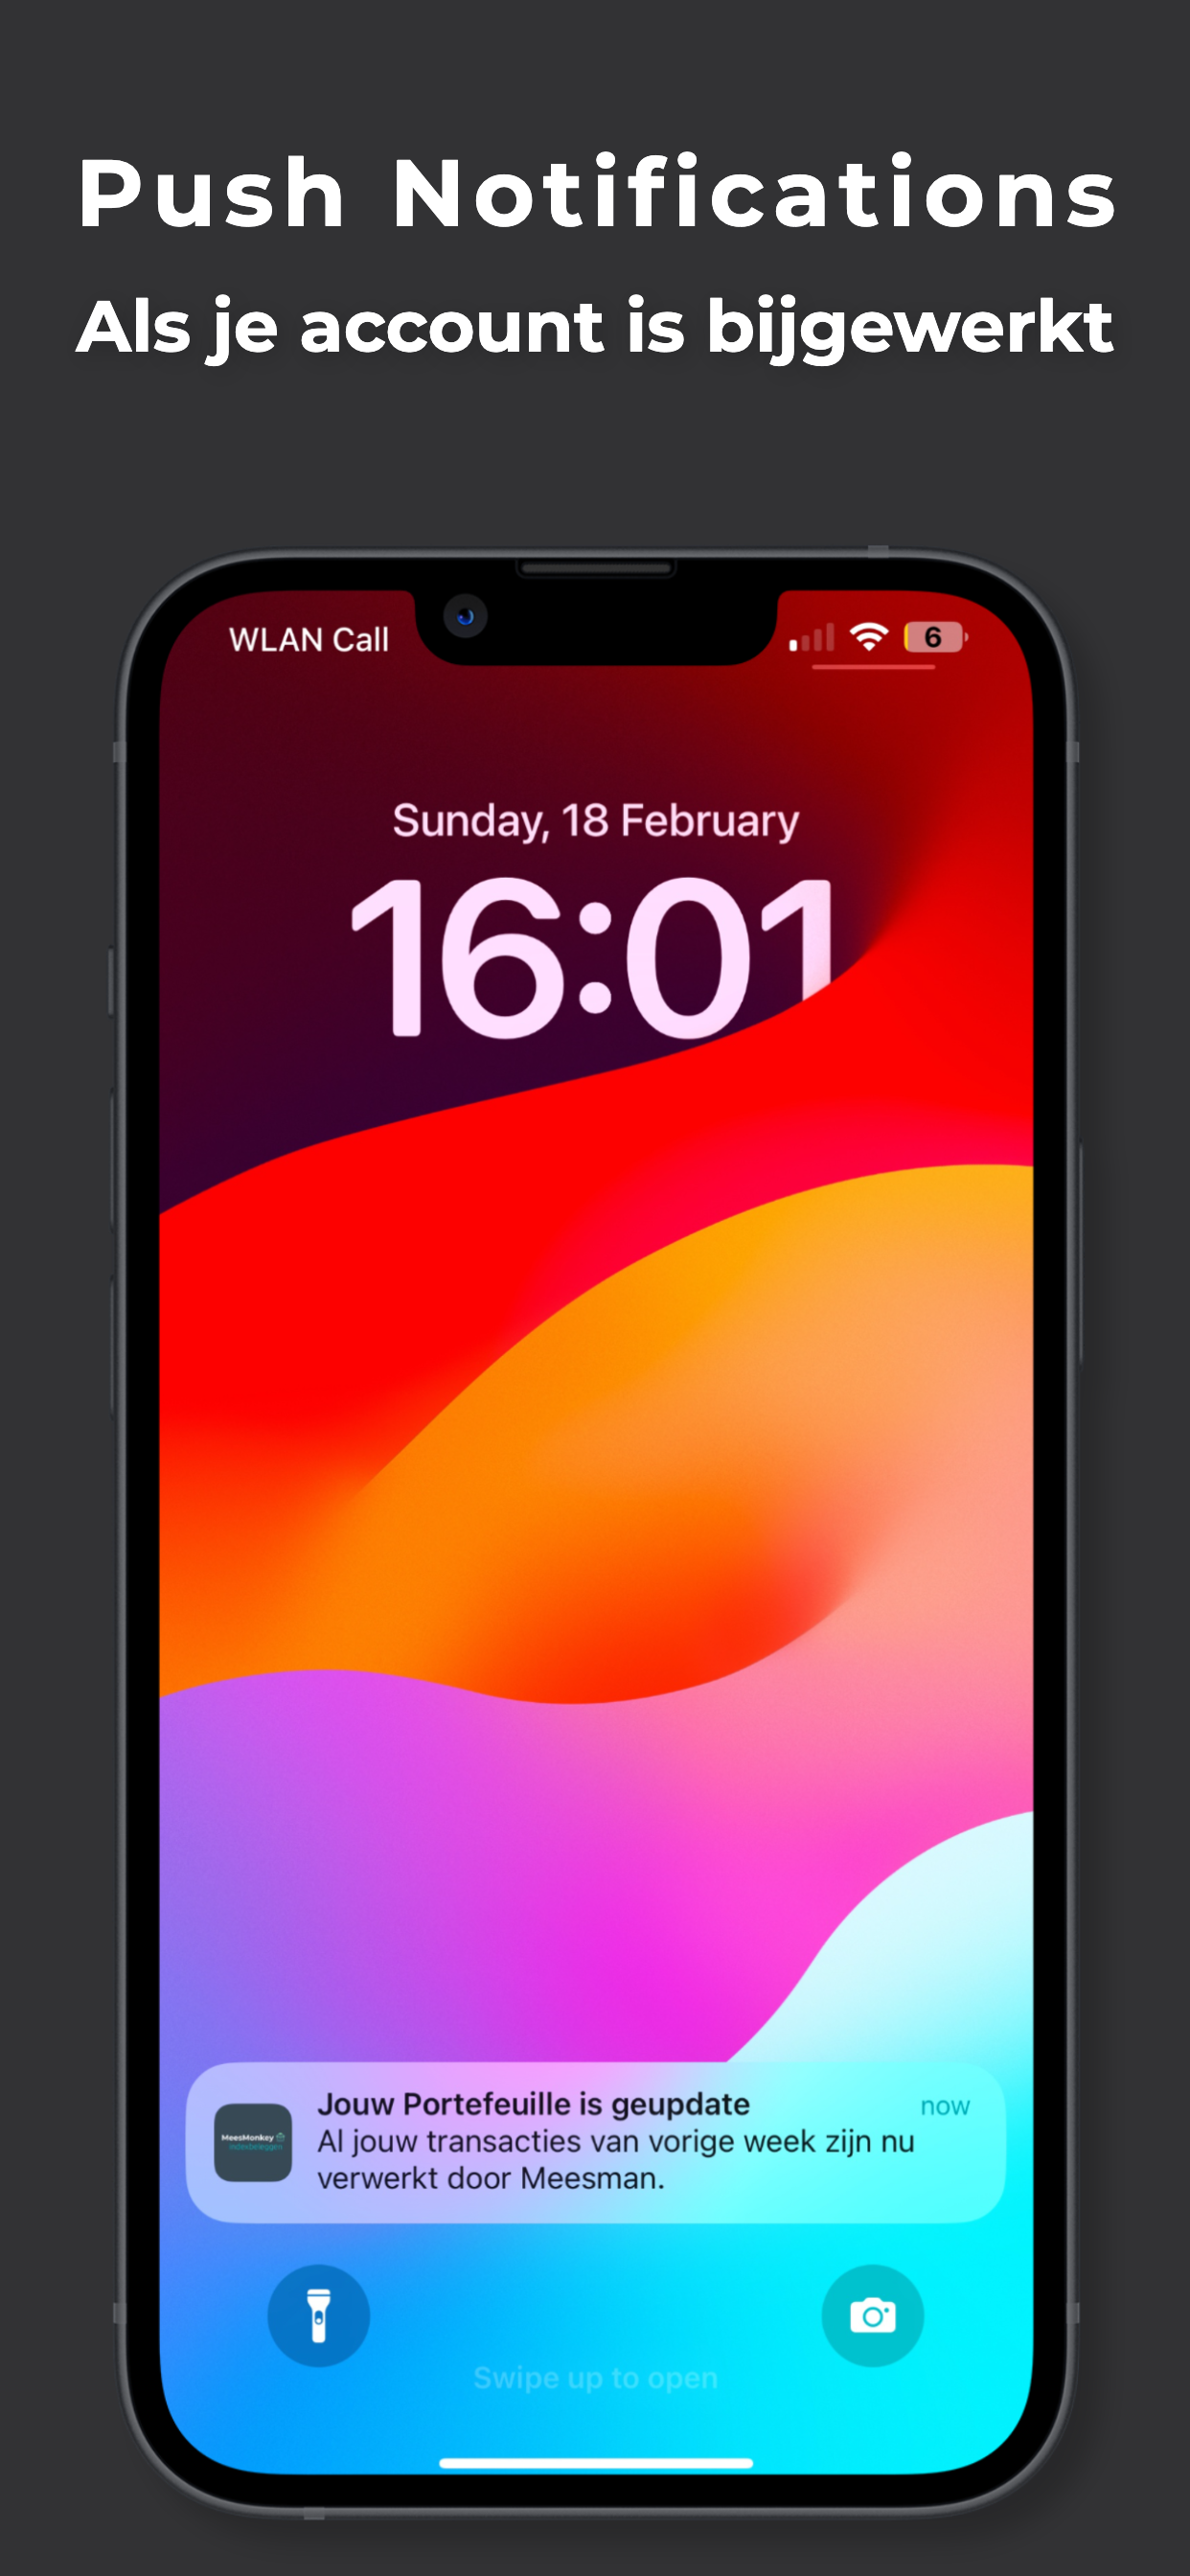 Push Notifications
Als je account is bijgewerkt
WLAN Call
6
Sunday, 18 February
16:01
Jouw Portefeuille is geupdate
now
Al jouw transacties van vorige week zijn nu
verwerkt door Meesman.
MeesMonkey
indexbeleggen
Swipe up to open